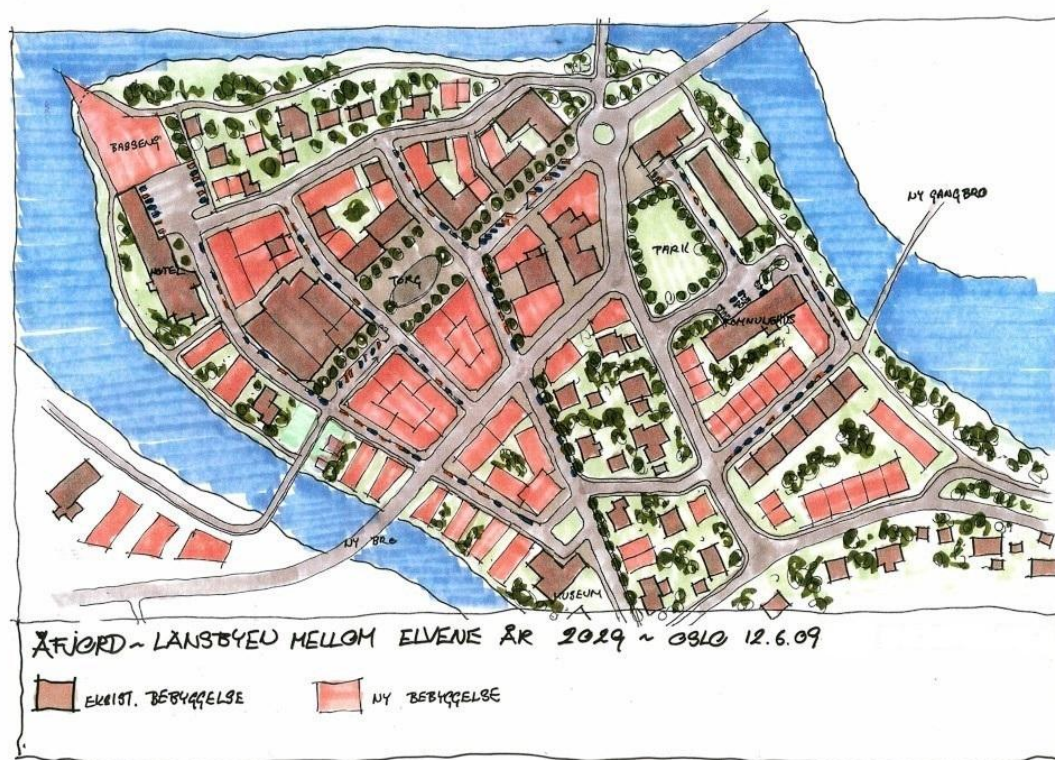 BASSENG
NY GANGBRO
HOTEL
TORG
PARK
KOMMUNEHUS
NY BRO
MUSEUM
ÅFJORD ~ LANSBYEN MELLOM ELVENE ÅR 2029 ~ OSLO 12.6.09
EKSIST. BEBYGGELSE
NY BEBYGGELSE